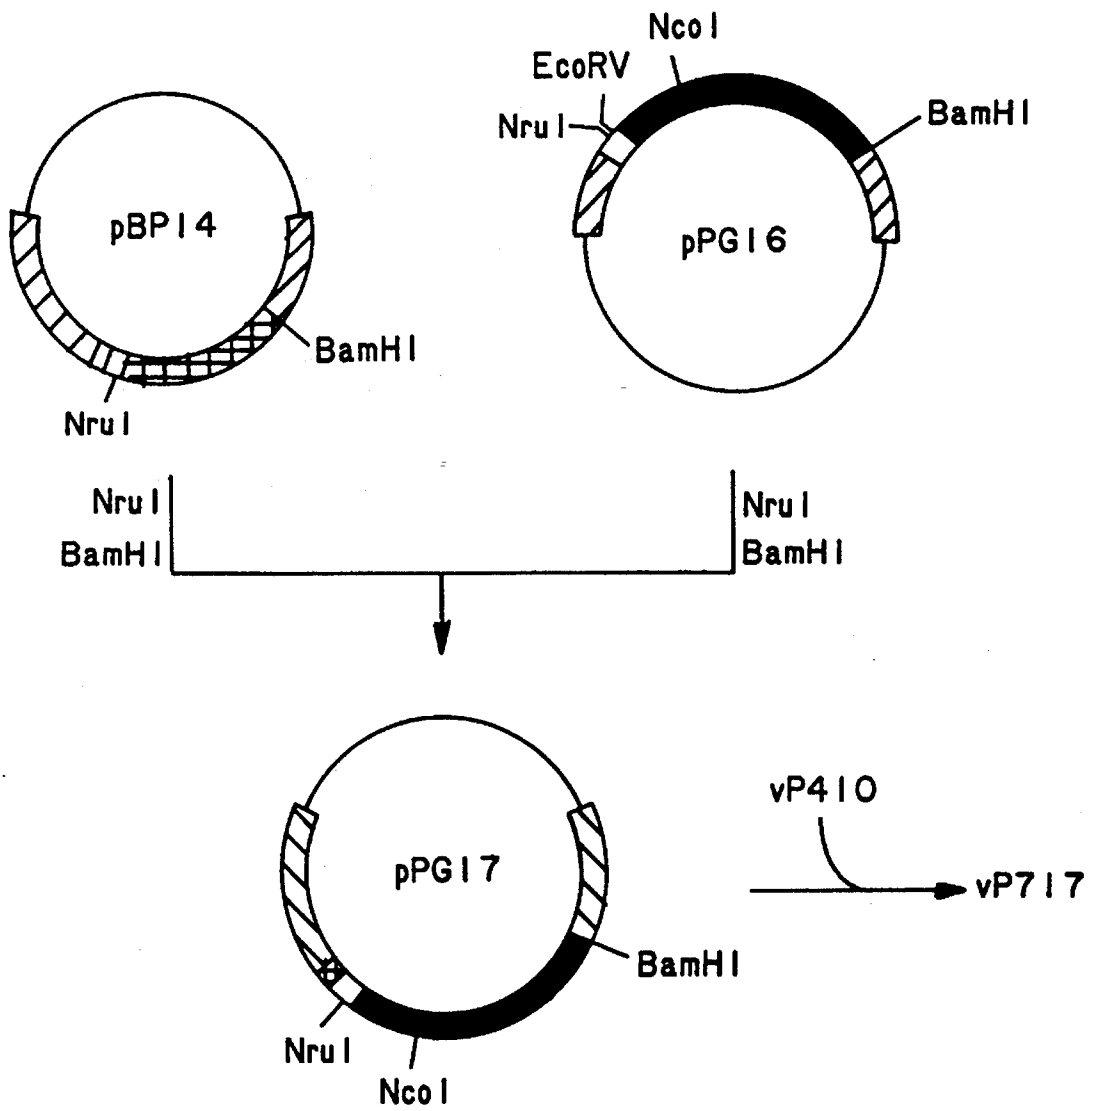 NcoI
EcoRV
NruI
BamHI
pBP14
pPG16
BamHI
NruI
NruI
BamHI
NruI
BamHI
vP410
pPG17
vP717
BamHI
NruI
NcoI